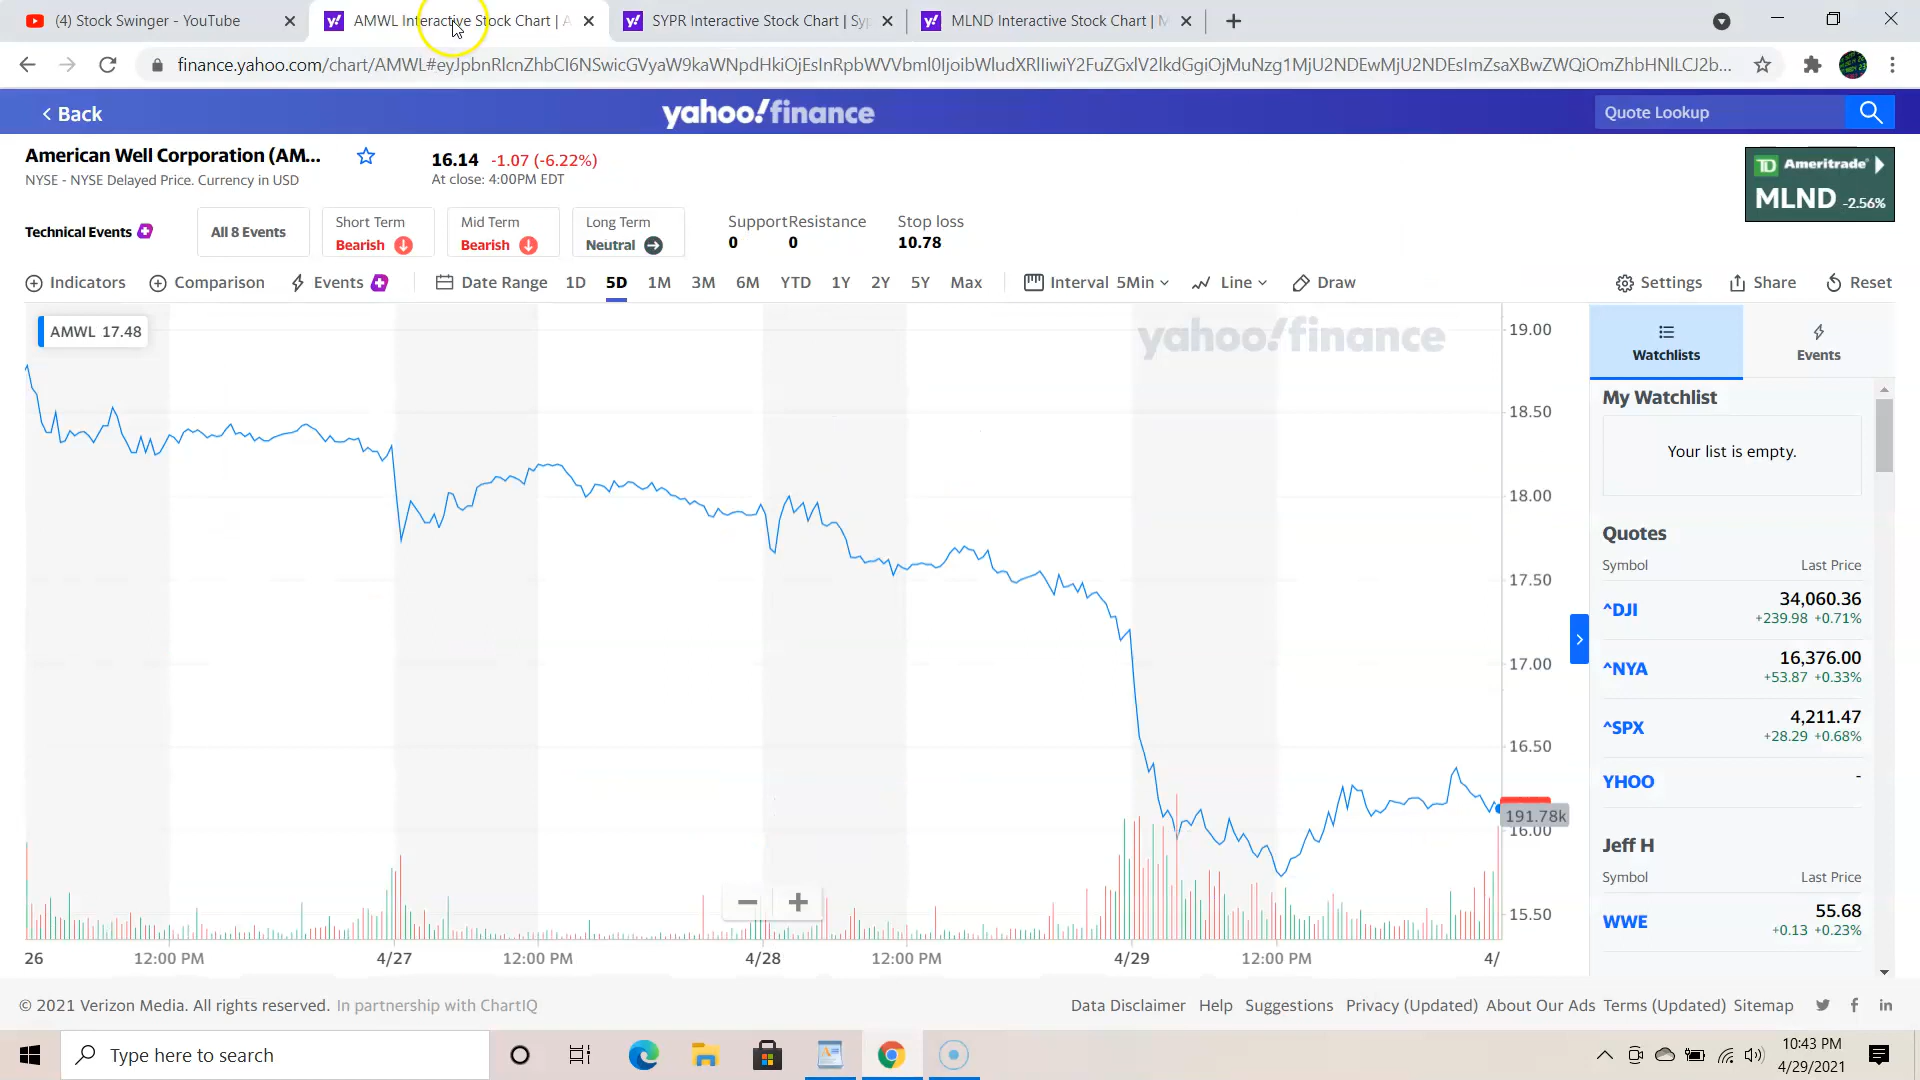 (4) Stock Swinger - YouTube
AMWL Interactive Stock Chart | A
SYPR Interactive Stock Chart | Syp
MLND Interactive Stock Chart | M
finance.yahoo.com/chart/AMWL#
< Back
yahoo!finance
Quote Lookup
American Well Corporation (AM...
16.14 -1.07 (-6.22%)
NYSE - NYSE Delayed Price. Currency in USD
At close: 4:00PM EDT
TD Ameritrade
MLND -2.56%
Technical Events
All 8 Events
Short Term
Bearish
Mid Term
Bearish
Long Term
Neutral
Support
0
Resistance
0
Stop loss
10.78
Indicators
Comparison
Events
Date Range 1D 5D 1M 3M 6M YTD 1Y 2Y 5Y Max
Interval 5Min
Line
Draw
Settings
Share
Reset
AMWL 17.48
yahoo!finance
19.00
18.50
18.00
17.50
17.00
16.50
191.78k
16.00
15.50
26 12:00 PM 4/27 12:00 PM 4/28 12:00 PM 4/29 12:00 PM 4/
Watchlists
Events
My Watchlist
Your list is empty.
Quotes
Symbol Last Price
^DJI 34,060.36
+239.98 +0.71%
^NYA 16,376.00
+53.87 +0.33%
^SPX 4,211.47
+28.29 +0.68%
YHOO -
Jeff H
Symbol Last Price
WWE 55.68
+0.13 +0.23%
© 2021 Verizon Media. All rights reserved. In partnership with ChartIQ
Data Disclaimer Help Suggestions Privacy (Updated) About Our Ads Terms (Updated) Sitemap
Type here to search
10:43 PM
4/29/2021